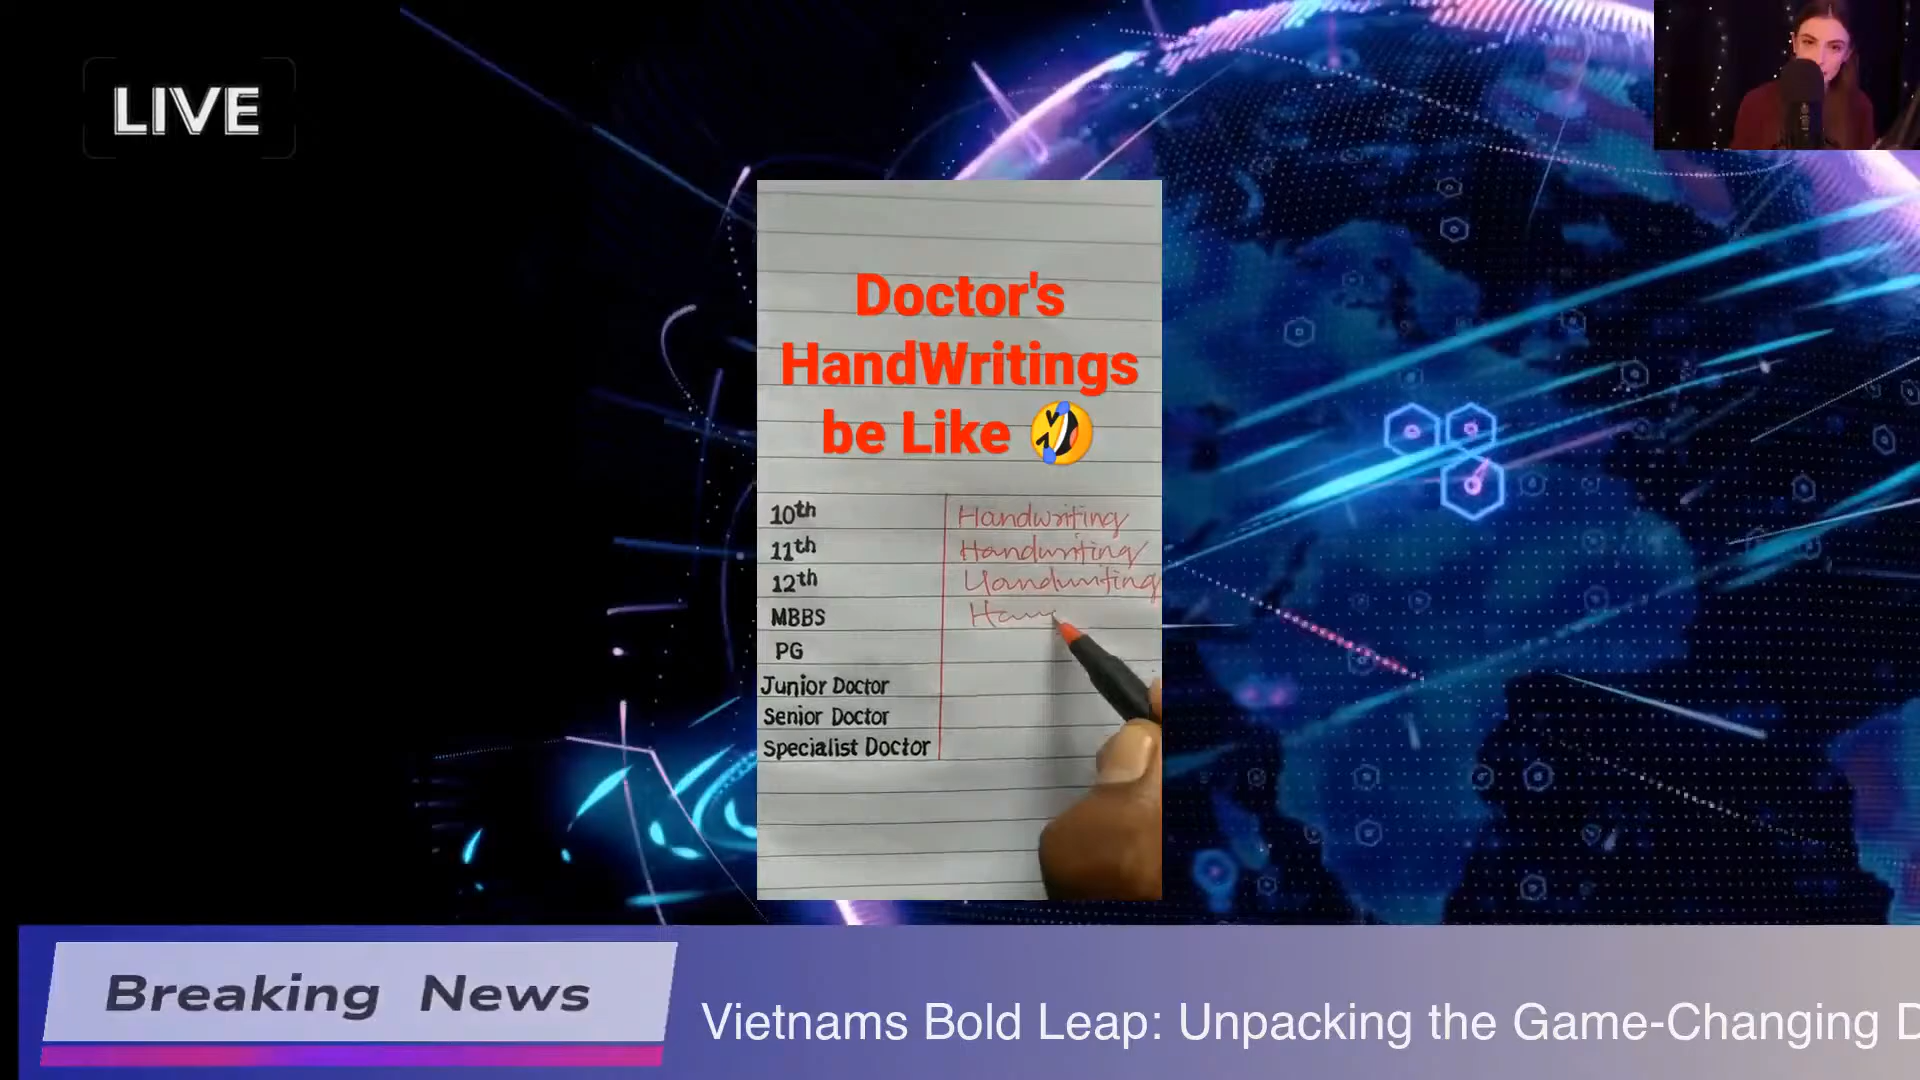 LIVE
Doctor's
HandWritings
be Like 🤣
10th Handwriting
11th Handwriting
12th Handwriting
MBBS
PG
Junior Doctor
Senior Doctor
Specialist Doctor
Breaking News
Vietnams Bold Leap: Unpacking the Game-Changing D